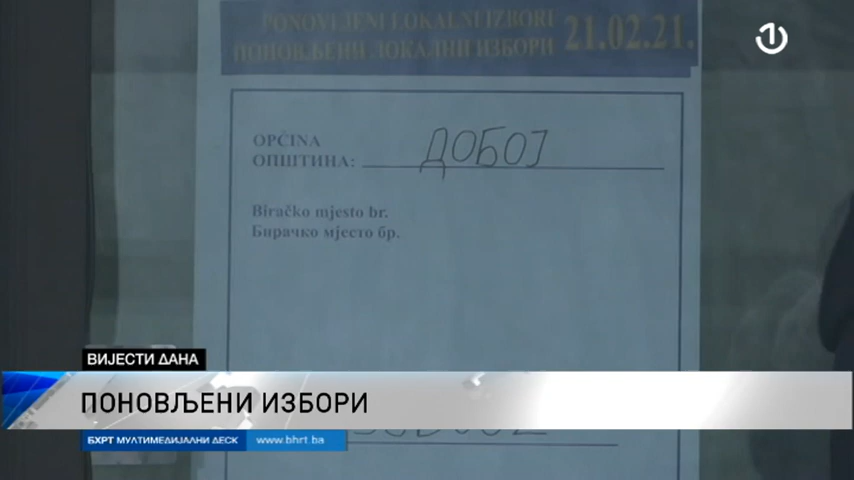 PONOVLJENI LOKALNI IZBORI
ПОНОВЉЕНИ ЛОКАЛНИ ИЗБОРИ 21.02.21.
OPĆINA
ОПШТИНА: ДОБОЈ
Biračko mjesto br.
Бирачко мјесто бр.
ВИЈЕСТИ ДАНА
ПОНОВЉЕНИ ИЗБОРИ
БХРТ МУЛТИМЕДИЈАЛНИ ДЕСК www.bhrt.ba